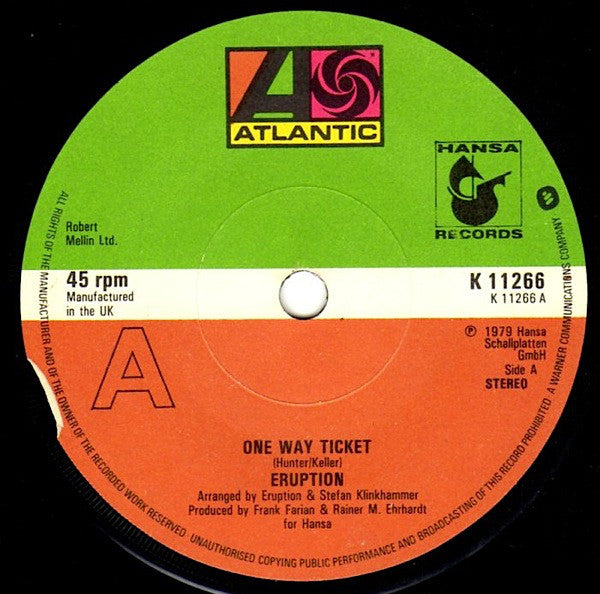 ATLANTIC
HANSA
RECORDS
Robert
Mellin Ltd.
45 rpm
Manufactured
in the UK
K 11266
K 11266 A
℗ 1979 Hansa
Schallplatten
GmbH
Side A
STEREO
A
ONE WAY TICKET
(Hunter/Keller)
ERUPTION
Arranged by Eruption & Stefan Klinkhammer
Produced by Frank Farian & Rainer M. Ehrhardt
for Hansa
ALL RIGHTS OF THE MANUFACTURER AND OF THE OWNER OF THE RECORDED WORK RESERVED. UNAUTHORISED COPYING PUBLIC PERFORMANCE AND BROADCASTING OF THIS RECORD PROHIBITED. A WARNER COMMUNICATIONS COMPANY